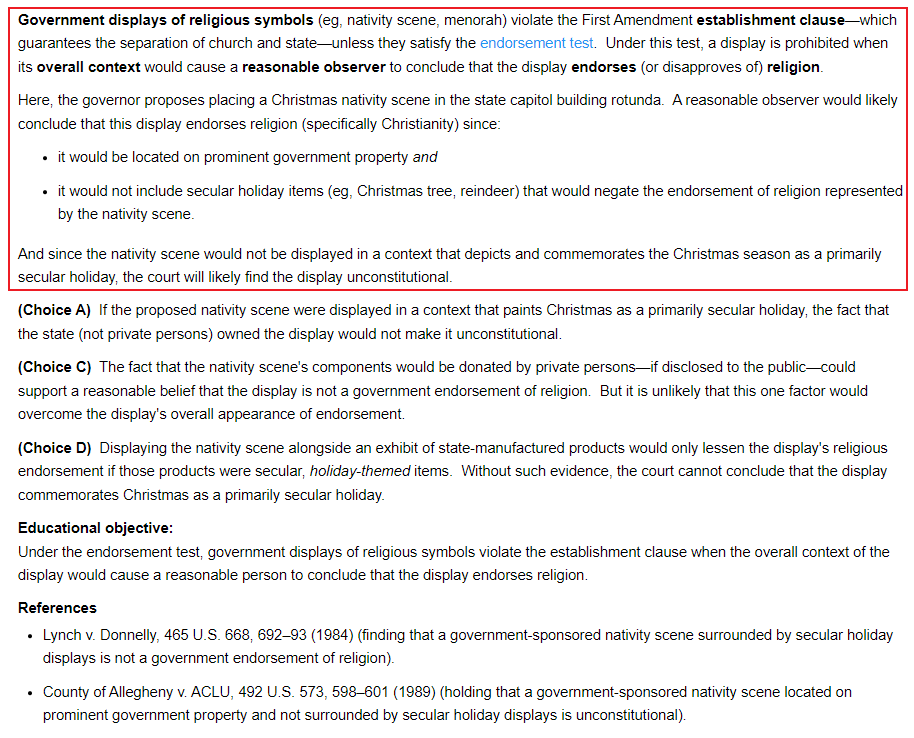 Government displays of religious symbols (eg, nativity scene, menorah) violate the First Amendment establishment clause—which
guarantees the separation of church and state—unless they satisfy the endorsement test.  Under this test, a display is prohibited when
its overall context would cause a reasonable observer to conclude that the display endorses (or disapproves of) religion.
Here, the governor proposes placing a Christmas nativity scene in the state capitol building rotunda.  A reasonable observer would likely
conclude that this display endorses religion (specifically Christianity) since:
• it would be located on prominent government property and
• it would not include secular holiday items (eg, Christmas tree, reindeer) that would negate the endorsement of religion represented
by the nativity scene.
And since the nativity scene would not be displayed in a context that depicts and commemorates the Christmas season as a primarily
secular holiday, the court will likely find the display unconstitutional.
(Choice A)  If the proposed nativity scene were displayed in a context that paints Christmas as a primarily secular holiday, the fact that
the state (not private persons) owned the display would not make it unconstitutional.
(Choice C)  The fact that the nativity scene's components would be donated by private persons—if disclosed to the public—could
support a reasonable belief that the display is not a government endorsement of religion.  But it is unlikely that this one factor would
overcome the display's overall appearance of endorsement.
(Choice D)  Displaying the nativity scene alongside an exhibit of state-manufactured products would only lessen the display's religious
endorsement if those products were secular, holiday-themed items.  Without such evidence, the court cannot conclude that the display
commemorates Christmas as a primarily secular holiday.
Educational objective:
Under the endorsement test, government displays of religious symbols violate the establishment clause when the overall context of the
display would cause a reasonable person to conclude that the display endorses religion.
References
• Lynch v. Donnelly, 465 U.S. 668, 692–93 (1984) (finding that a government-sponsored nativity scene surrounded by secular holiday
displays is not a government endorsement of religion).
• County of Allegheny v. ACLU, 492 U.S. 573, 598–601 (1989) (holding that a government-sponsored nativity scene located on
prominent government property and not surrounded by secular holiday displays is unconstitutional).